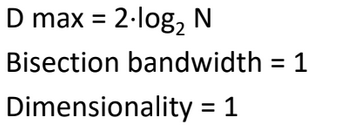 D max = 2·log₂ N
Bisection bandwidth = 1
Dimensionality = 1